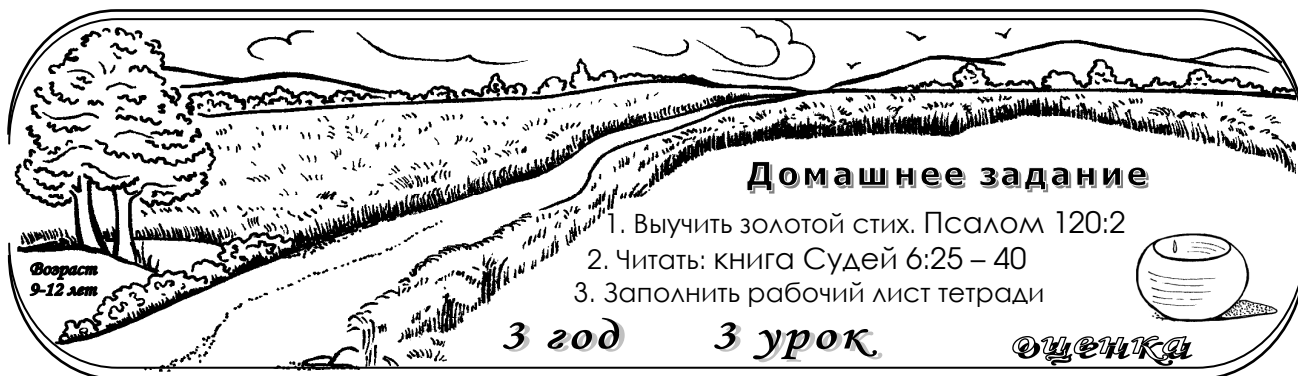 Домашнее задание
1. Выучить золотой стих. Псалом 120:2
2. Читать: книга Судей 6:25 – 40
3. Заполнить рабочий лист тетради
Возраст
9-12 лет
3 год 3 урок
оценка